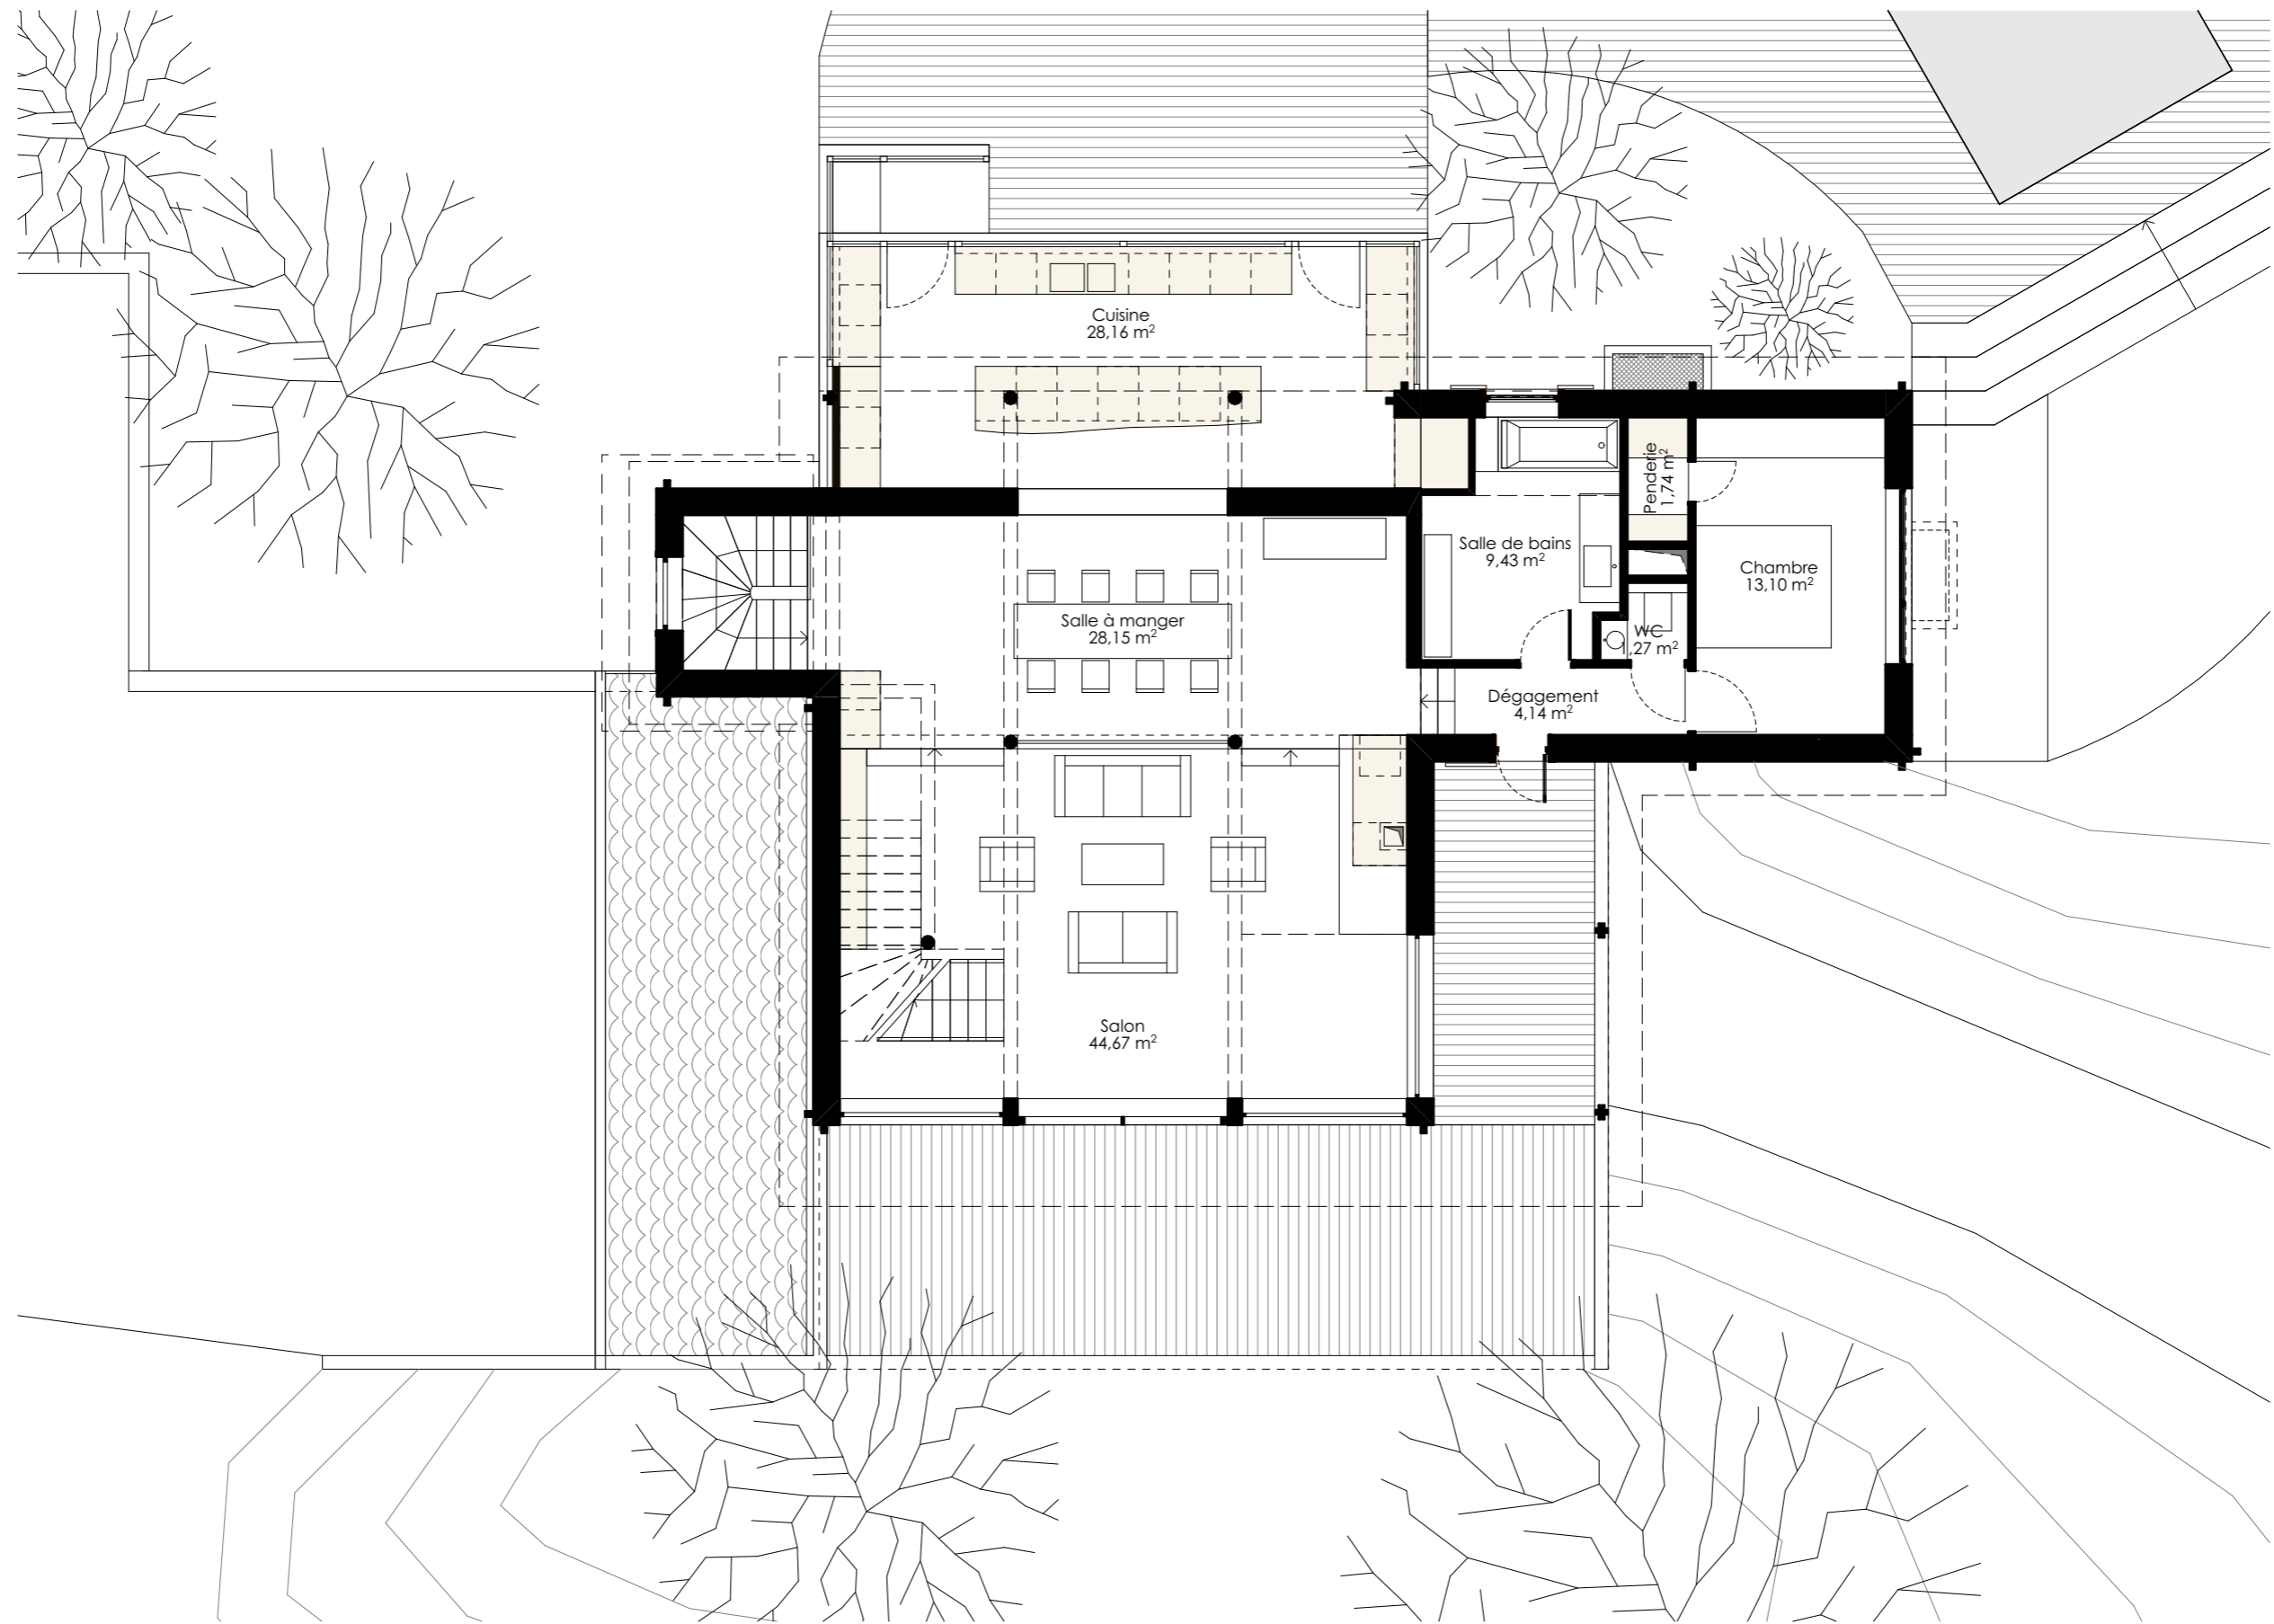 Cuisine
28,16 m²
Penderie
1,74 m²
Salle de bains
9,43 m²
Chambre
13,10 m²
Salle à manger
28,15 m²
WC
,27 m²
Dégagement
4,14 m²
Salon
44,67 m²